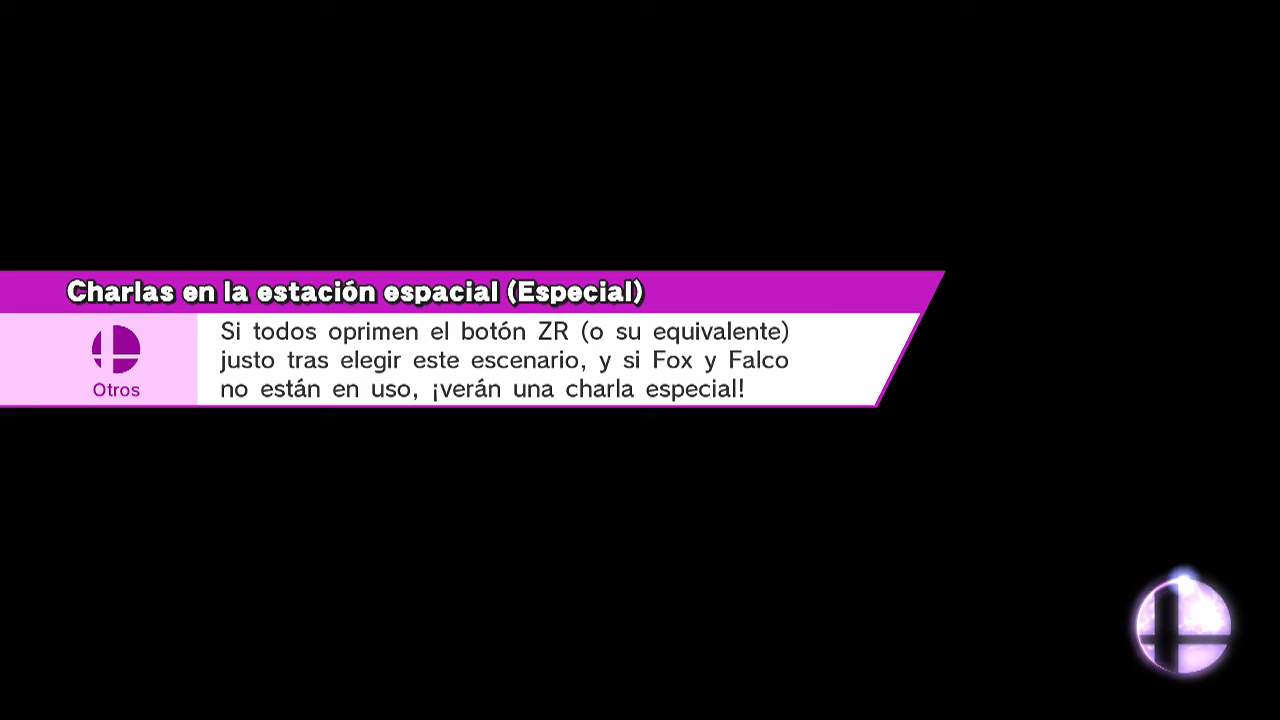 Charlas en la estación espacial (Especial)
Otros
Si todos oprimen el botón ZR (o su equivalente)
justo tras elegir este escenario, y si Fox y Falco
no están en uso, ¡verán una charla especial!